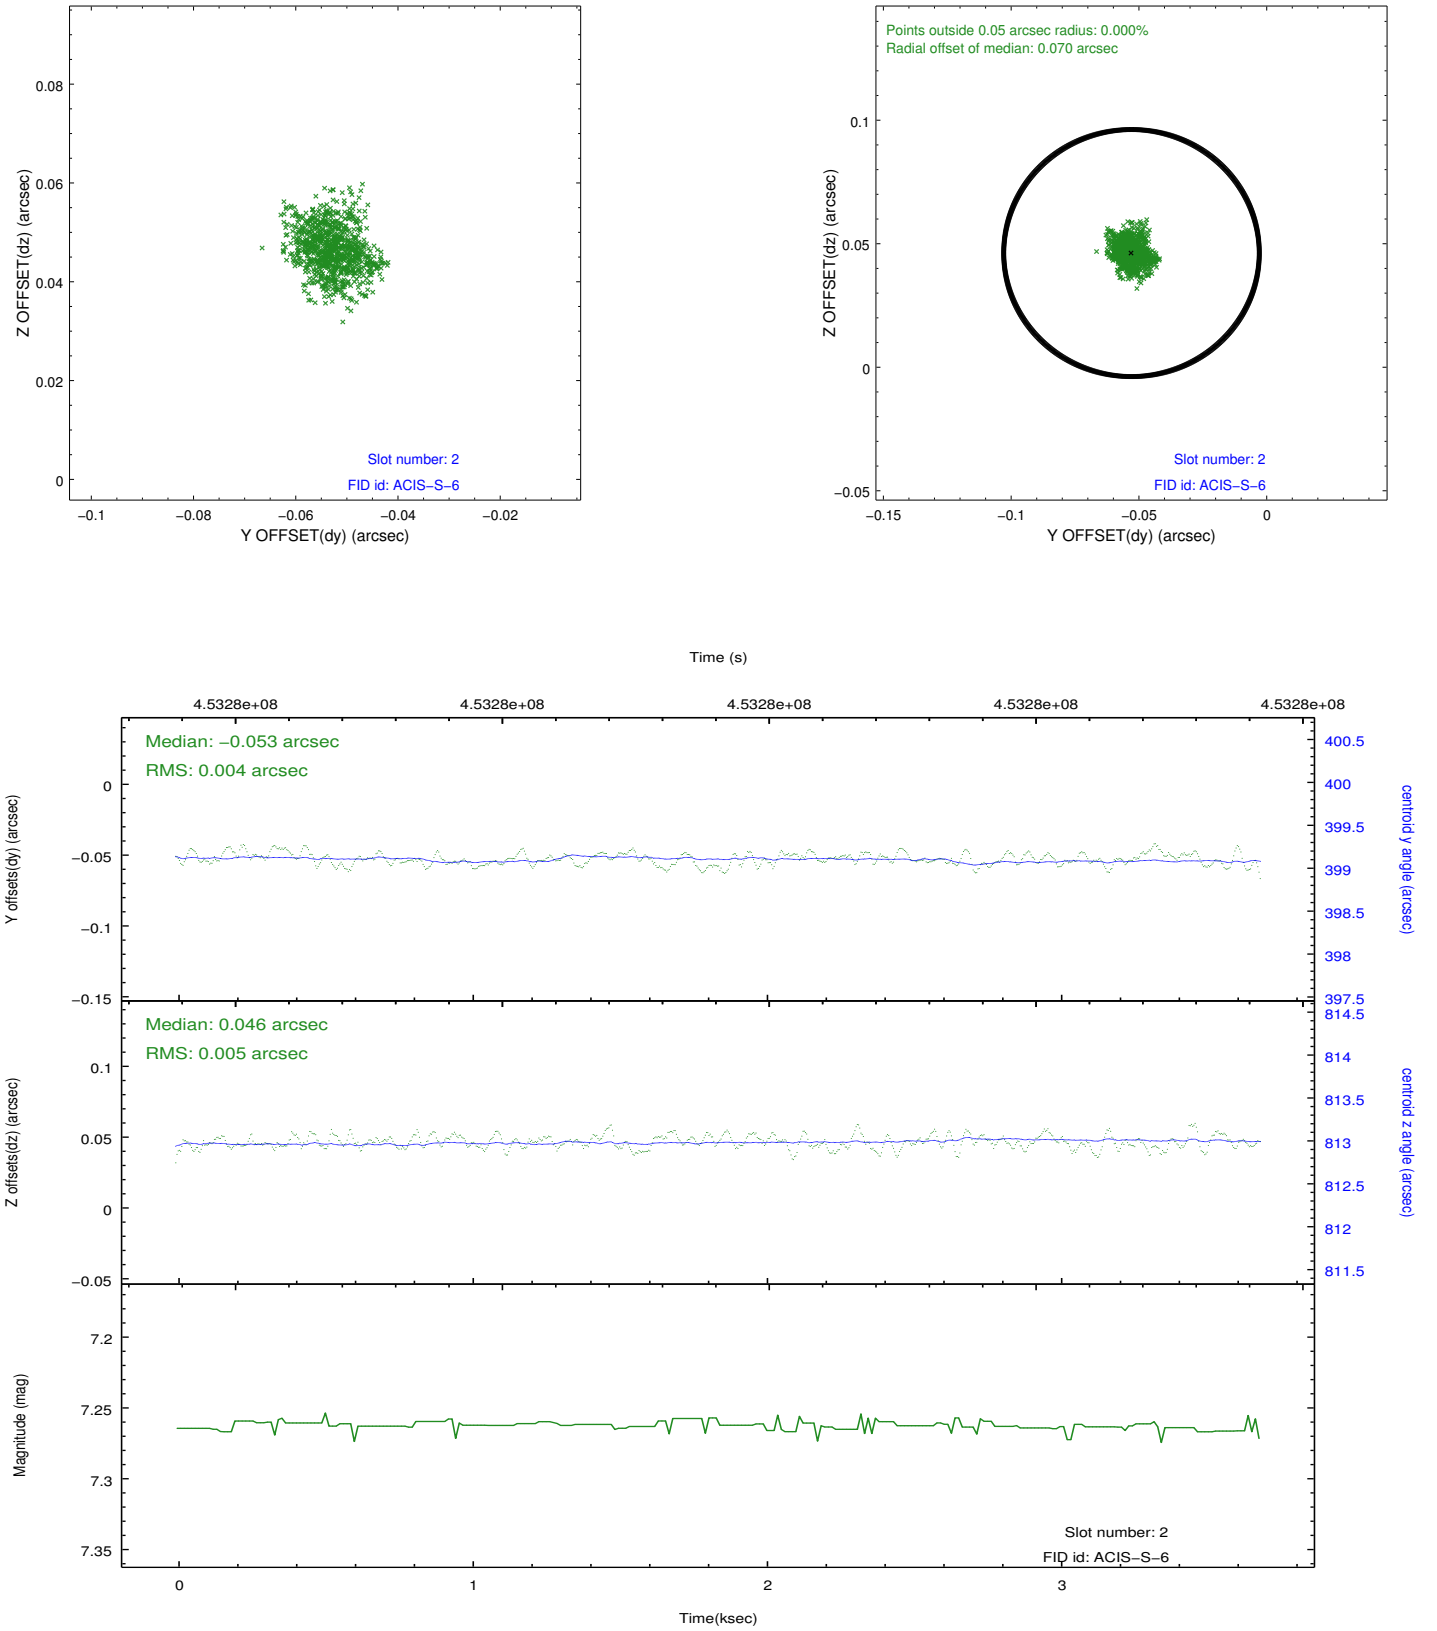 0.08
0.06
0.04
0.02
0
Z OFFSET(dz) (arcsec)
Slot number: 2
FID id: ACIS−S−6
−0.1 −0.08 −0.06 −0.04 −0.02
Y OFFSET(dy) (arcsec)
Points outside 0.05 arcsec radius: 0.000%
Radial offset of median: 0.070 arcsec
0.1
0.05
0
−0.05
Z OFFSET(dz) (arcsec)
Slot number: 2
FID id: ACIS−S−6
−0.15 −0.1 −0.05 0
Y OFFSET(dy) (arcsec)
Time (s)
4.5328e+08 4.5328e+08 4.5328e+08 4.5328e+08 4.5328e+08
Median: −0.053 arcsec
RMS: 0.004 arcsec
0
−0.05
−0.1
−0.15
Y offsets(dy) (arcsec)
400.5
400
399.5
399
398.5
398
397.5
centroid y angle (arcsec)
Median: 0.046 arcsec
RMS: 0.005 arcsec
0.1
0.05
0
−0.05
Z offsets(dz) (arcsec)
814.5
814
813.5
813
812.5
812
811.5
centroid z angle (arcsec)
7.2
7.25
7.3
7.35
Magnitude (mag)
Slot number: 2
FID id: ACIS−S−6
0 1 2 3
Time(ksec)